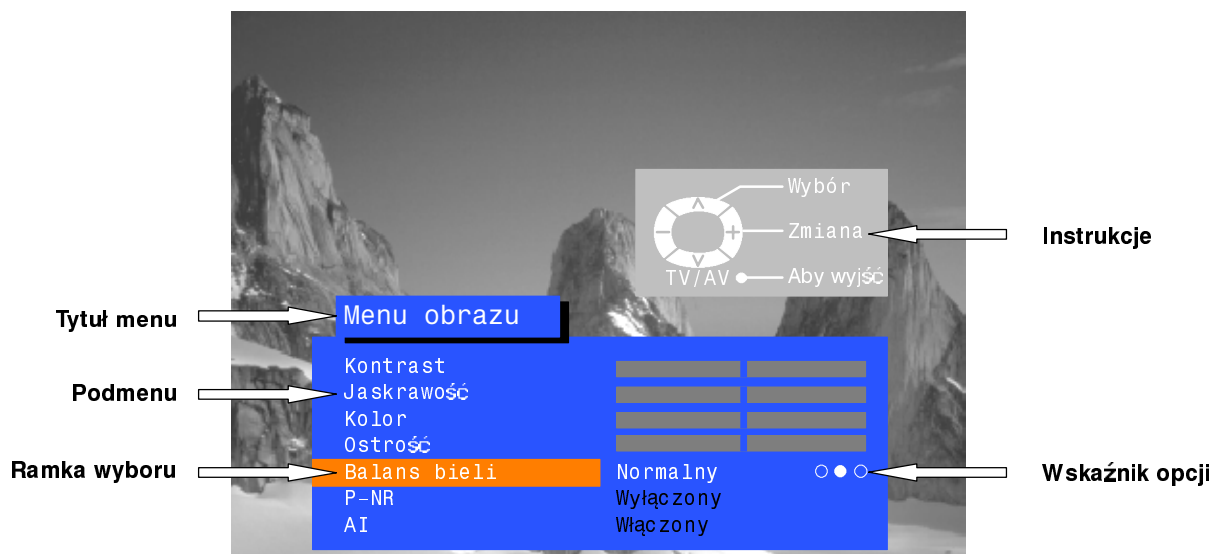 Wybór
Zmiana
Instrukcje
TV/AV Aby wyjść
Tytuł menu
Menu obrazu
Kontrast
Podmenu
Jaskrawość
Kolor
Ostrość
Ramka wyboru
Balans bieli Normalny
Wskaźnik opcji
P-NR Wyłączony
AI Włączony